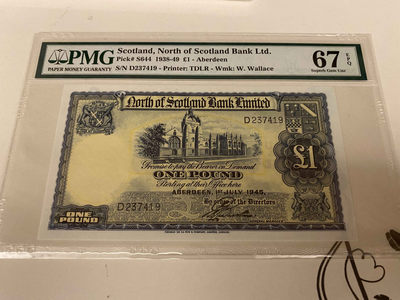 PMG
PAPER MONEY GUARANTY
Scotland, North of Scotland Bank Ltd.
Pick# S644 1938-49 £1 - Aberdeen
S/N D237419 - Printer: TDLR - Wmk: W. Wallace
67 EPQ
Superb Gem Unc
North of Scotland Bank Limited
D237419
Promise to pay the Bearer on Demand
ONE POUND
£1
Sterling at their Office here
ABERDEEN, 1ST JULY 1945.
By order of the Directors
D237419
ONE
POUND